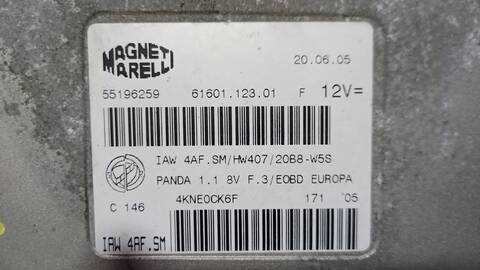 MAGNETI
MARELLI
20.06.05
55196259 61601.123.01 F 12V=
IAW 4AF.SM/HW407/20B8-W5S
PANDA 1.1 8V F.3/EOBD EUROPA
C 146 4KNE0CK6F 171 05
IAW 4AF.SM